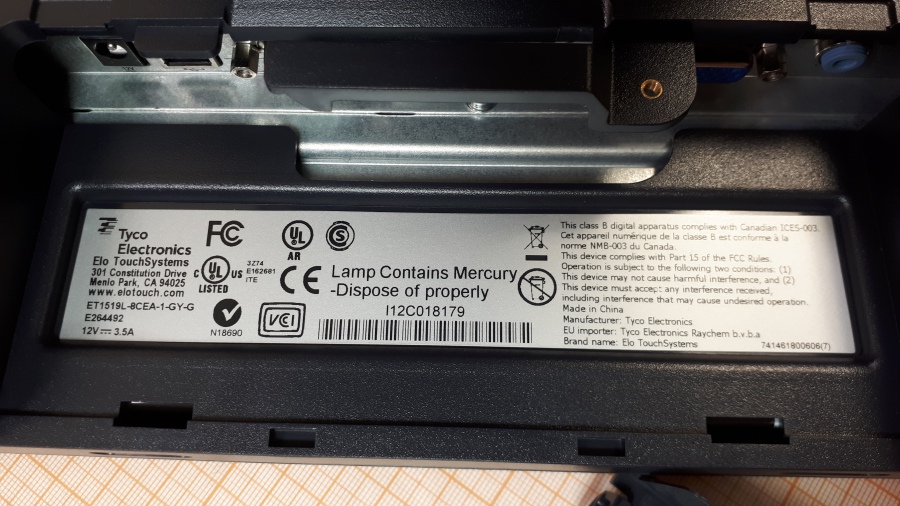 Tyco
Electronics
Elo TouchSystems
301 Constitution Drive
Menlo Park, CA 94025
www.elotouch.com
ET1519L-8CEA-1-GY-G
E264492
12V⎓ 3.5A
FC
UL
AR
S
C UL US
LISTED
3Z74
E162681
ITE
CE
N18690
VCI
Lamp Contains Mercury
-Dispose of properly
I12C018179
This class B digital apparatus complies with Canadian ICES-003.
Cet appareil numérique de la classe B est conforme à la
norme NMB-003 du Canada.
This device complies with Part 15 of the FCC Rules.
Operation is subject to the following two conditions: (1)
This device may not cause harmful interference, and (2)
This device must accept any interference received,
including interference that may cause undesired operation.
Made in China
Manufacturer: Tyco Electronics
EU importer: Tyco Electronics Raychem b.v.b.a
Brand name: Elo TouchSystems
741461800606(7)